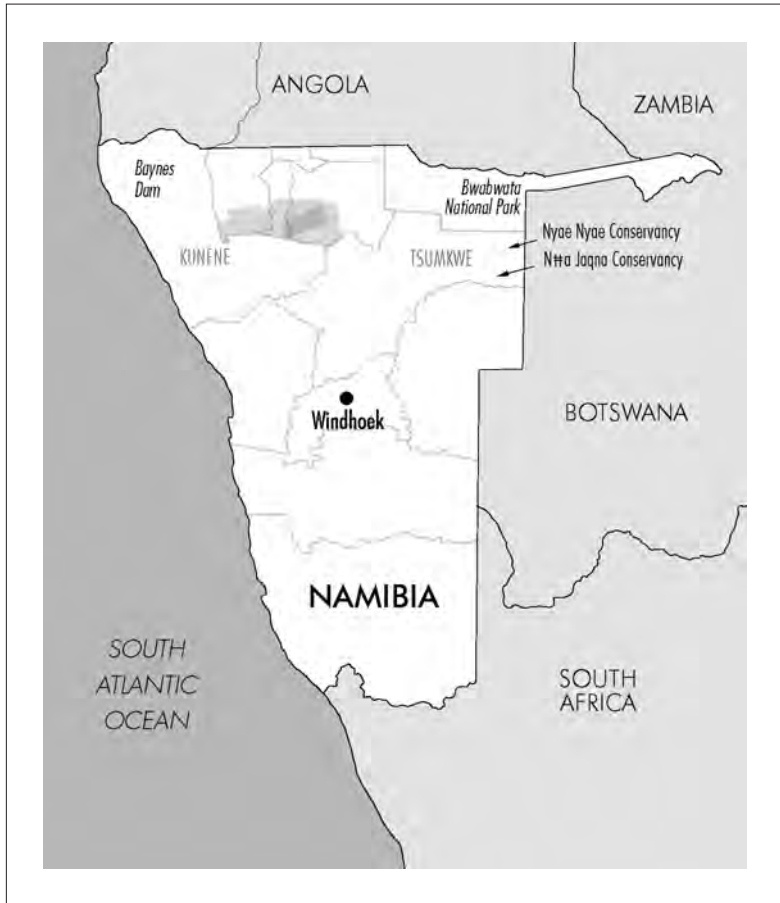 ANGOLA
ZAMBIA
Baynes
Dam
Bwabwata
National Park
Nyae Nyae Conservancy
KUNENE
TSUMKWE
Nǂa Jaqna Conservancy
Windhoek
BOTSWANA
NAMIBIA
SOUTH
ATLANTIC
OCEAN
SOUTH
AFRICA